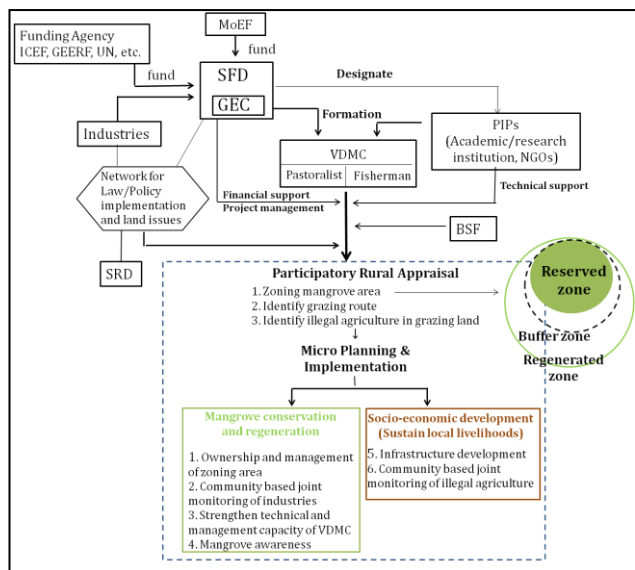 Funding Agency
ICEF, GEERF, UN, etc.
MoEF
fund
fund
SFD
GEC
Designate
Formation
Industries
PIPs
(Academic/research
institution, NGOs)
VDMC
Pastoralist
Fisherman
Network for
Law/Policy
implementation
and land issues
Financial support
Project management
Technical support
BSF
SRD
Participatory Rural Appraisal
1. Zoning mangrove area
2. Identify grazing route
3. Identify illegal agriculture in grazing land
Reserved
zone
Buffer zone
Regenerated
zone
Micro Planning &
Implementation
Mangrove conservation
and regeneration
1. Ownership and management
of zoning area
2. Community based joint
monitoring of industries
3. Strengthen technical and
management capacity of VDMC
4. Mangrove awareness
Socio-economic development
(Sustain local livelihoods)
5. Infrastructure development
6. Community based joint
monitoring of illegal agriculture